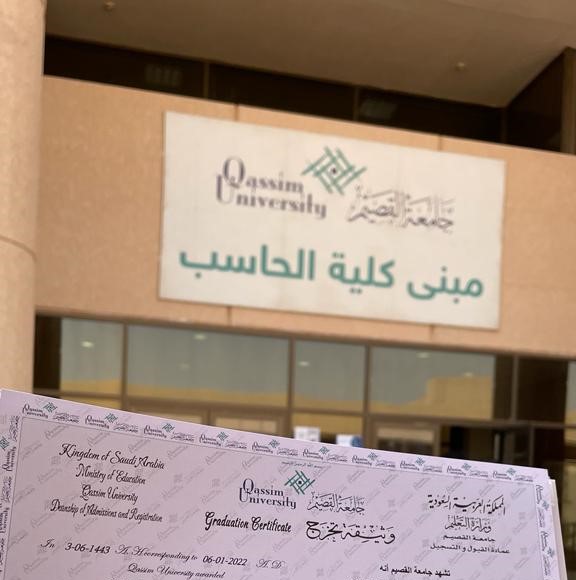 Qassim
University
جامعة القصيم
مبنى كلية الحاسب
Kingdom of Saudi Arabia
Ministry of Education
Qassim University
Deanship of Admissions and Registration
Qassim
University
جامعة القصيم
Graduation Certificate
وثيقة تخرج
المملكة العربية السعودية
وزارة التعليم
جامعة القصيم
عمادة القبول و التسجيل
In 3-06-1443 A.H corresponding to 06-01-2022 A.D
Qassim University awarded
تشهد جامعة القصيم أنه